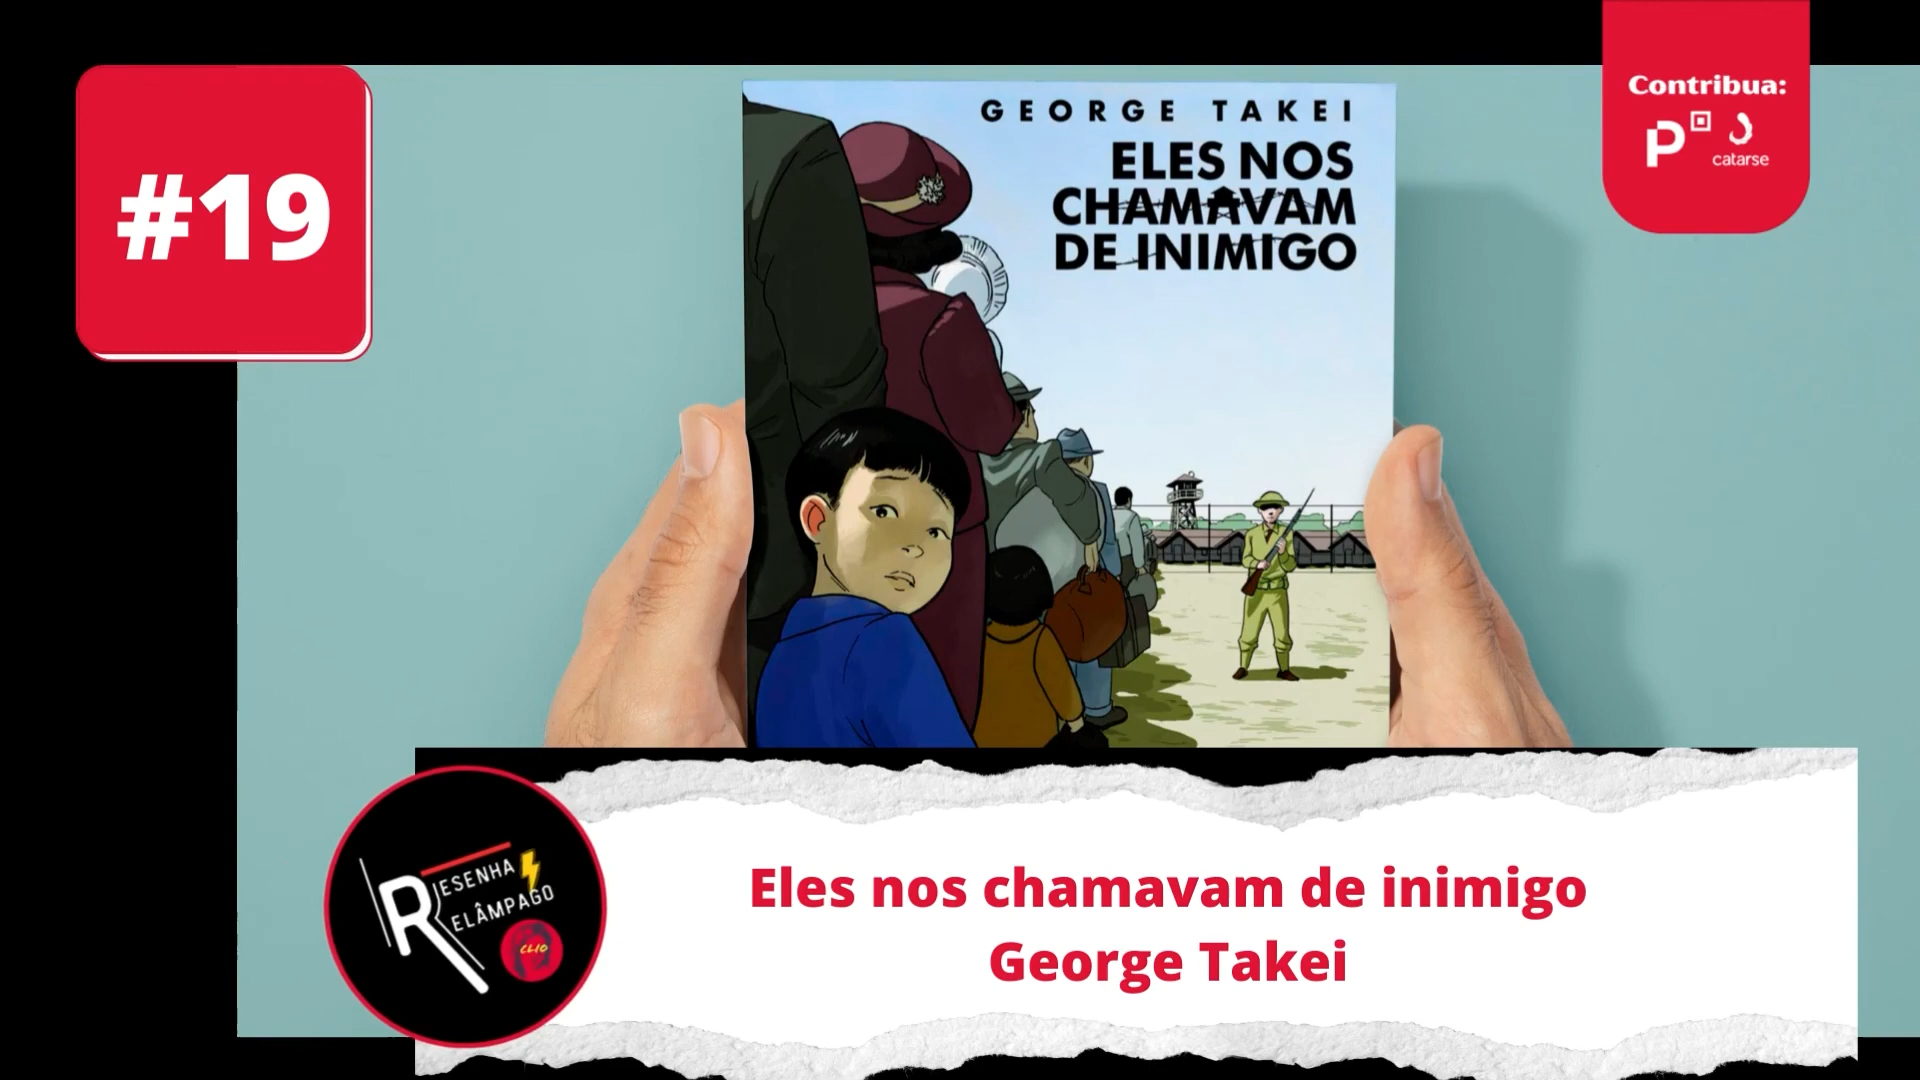 #19
GEORGE TAKEI
ELES NOS
CHAMAVAM
DE INIMIGO
Contribua:
P
catarse
RESENHA
RELÂMPAGO
CLIO
Eles nos chamavam de inimigo
George Takei